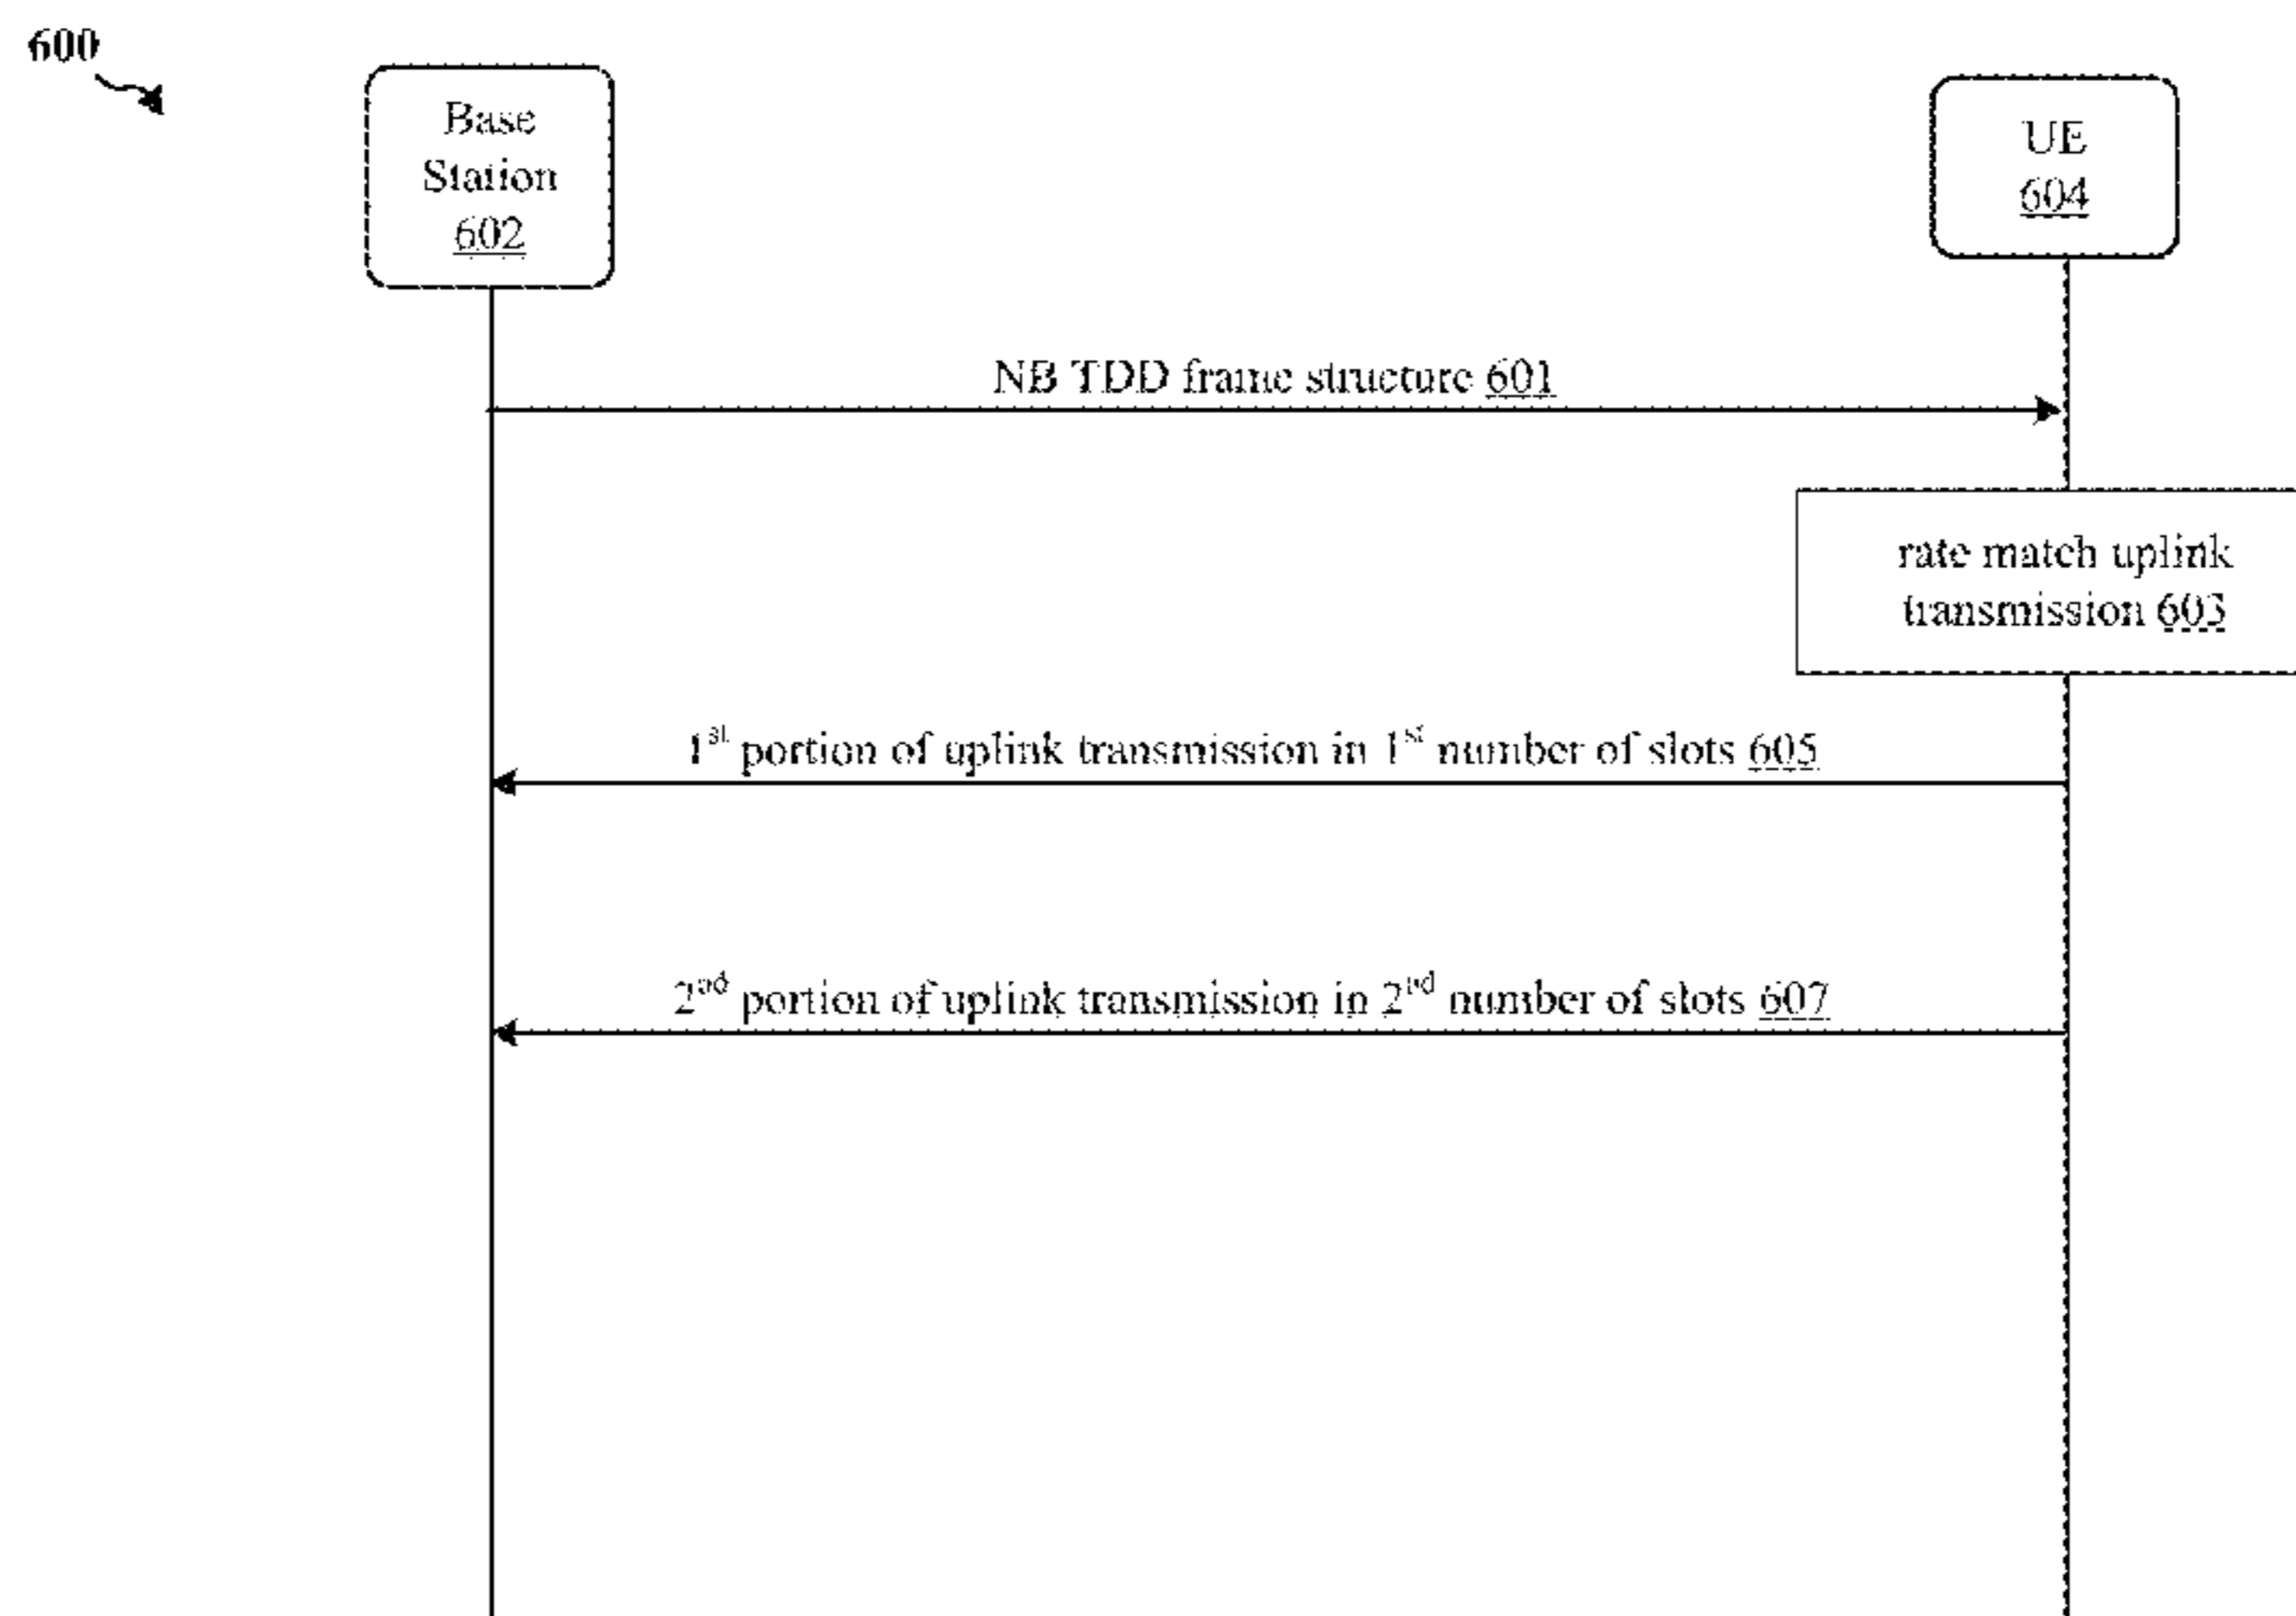 600
Base
Station
602
UE
604
NB TDD frame structure 601
rate match uplink
transmission 603
1st portion of uplink transmission in 1st number of slots 605
2nd portion of uplink transmission in 2nd number of slots 607